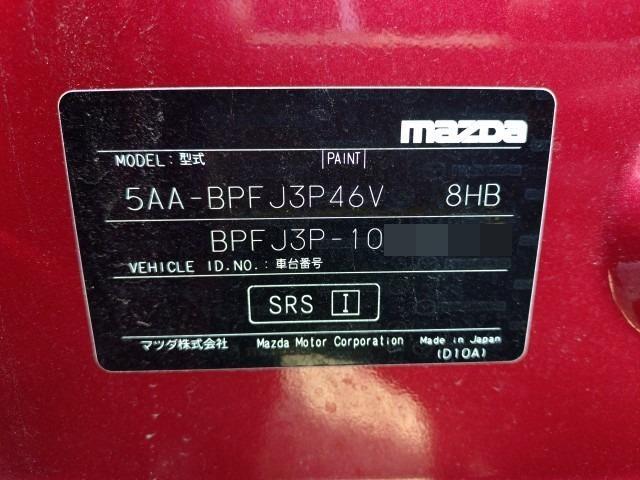 mazda
MODEL: 型式 PAINT
5AA-BPFJ3P46V 8HB
BPFJ3P-10
VEHICLE ID.NO.: 車台番号
SRS I
マツダ株式会社 Mazda Motor Corporation Made in Japan
(D10A)